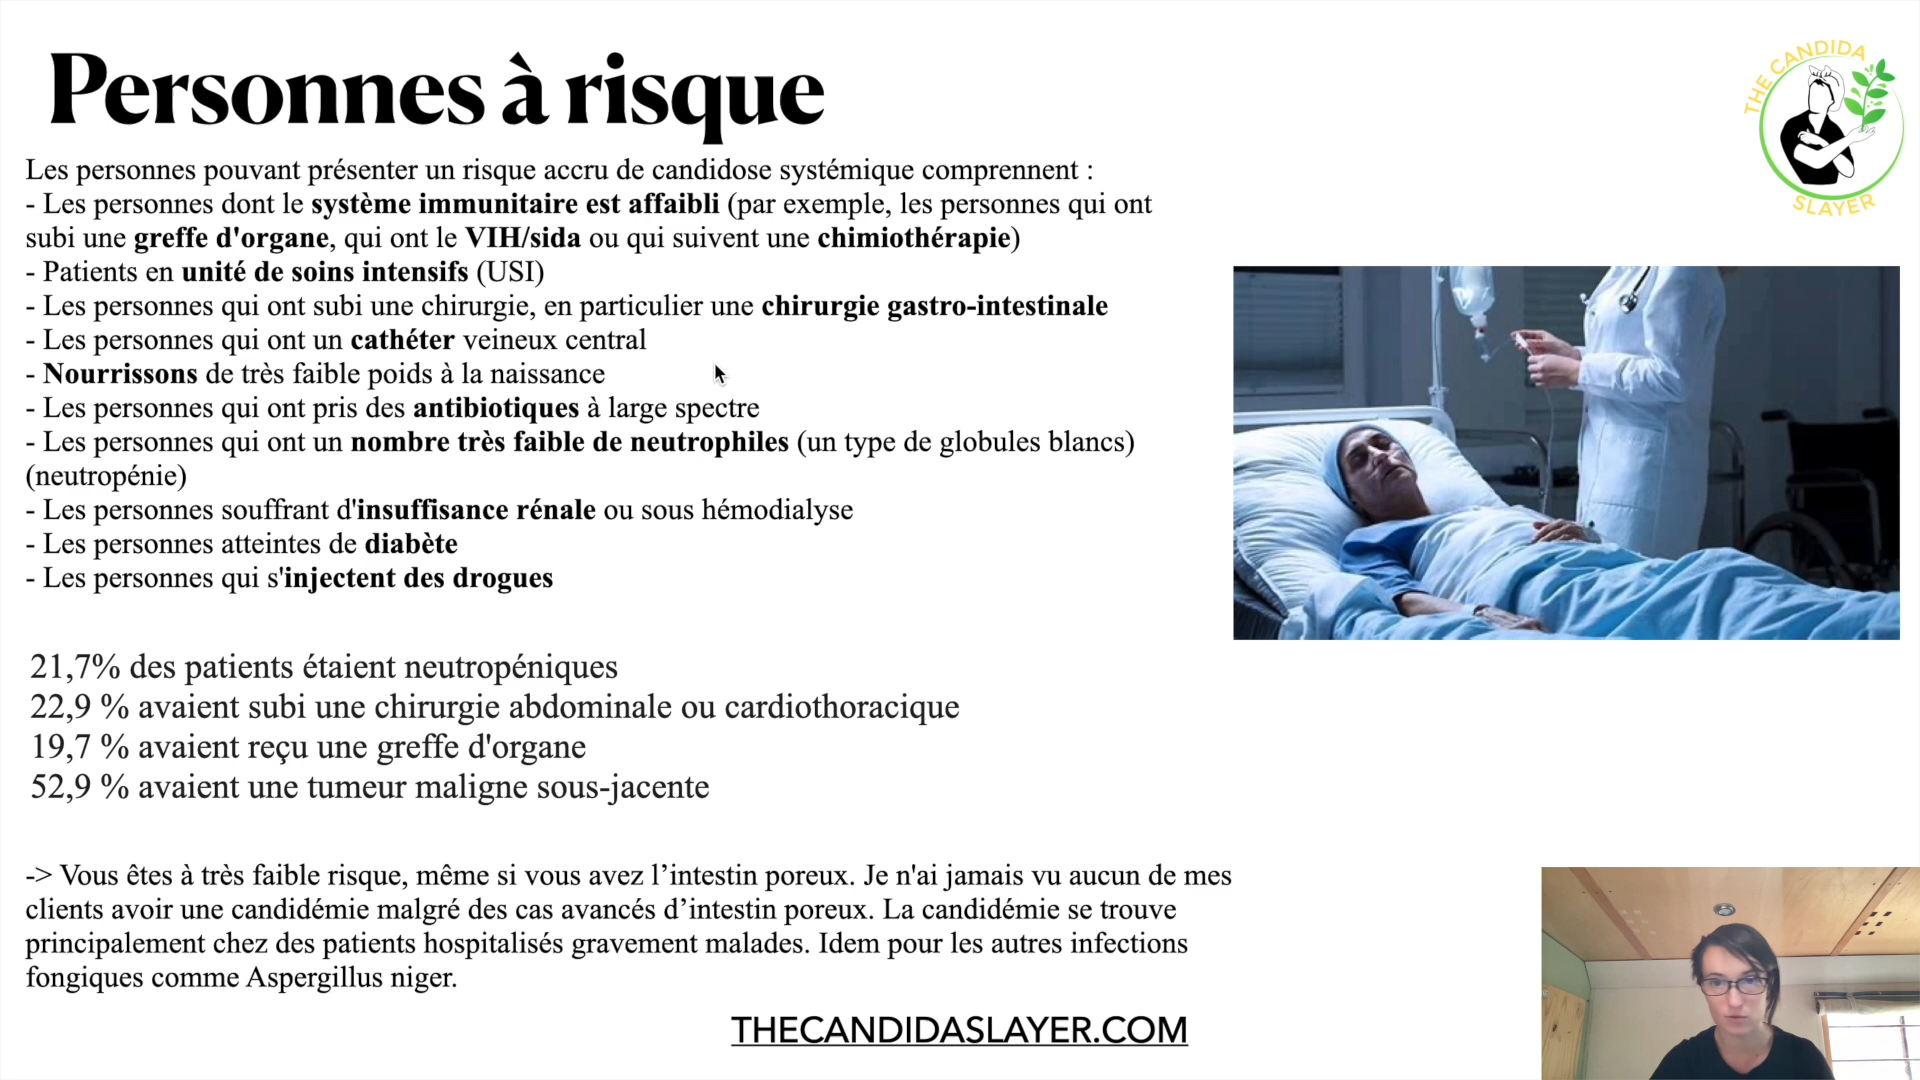 Personnes à risque
THE CANDIDA
SLAYER
Les personnes pouvant présenter un risque accru de candidose systémique comprennent :
- Les personnes dont le système immunitaire est affaibli (par exemple, les personnes qui ont
subi une greffe d'organe, qui ont le VIH/sida ou qui suivent une chimiothérapie)
- Patients en unité de soins intensifs (USI)
- Les personnes qui ont subi une chirurgie, en particulier une chirurgie gastro-intestinale
- Les personnes qui ont un cathéter veineux central
- Nourrissons de très faible poids à la naissance
- Les personnes qui ont pris des antibiotiques à large spectre
- Les personnes qui ont un nombre très faible de neutrophiles (un type de globules blancs)
(neutropénie)
- Les personnes souffrant d'insuffisance rénale ou sous hémodialyse
- Les personnes atteintes de diabète
- Les personnes qui s'injectent des drogues
21,7% des patients étaient neutropéniques
22,9 % avaient subi une chirurgie abdominale ou cardiothoracique
19,7 % avaient reçu une greffe d'organe
52,9 % avaient une tumeur maligne sous-jacente
-> Vous êtes à très faible risque, même si vous avez l’intestin poreux. Je n'ai jamais vu aucun de mes
clients avoir une candidémie malgré des cas avancés d’intestin poreux. La candidémie se trouve
principalement chez des patients hospitalisés gravement malades. Idem pour les autres infections
fongiques comme Aspergillus niger.
THECANDIDASLAYER.COM